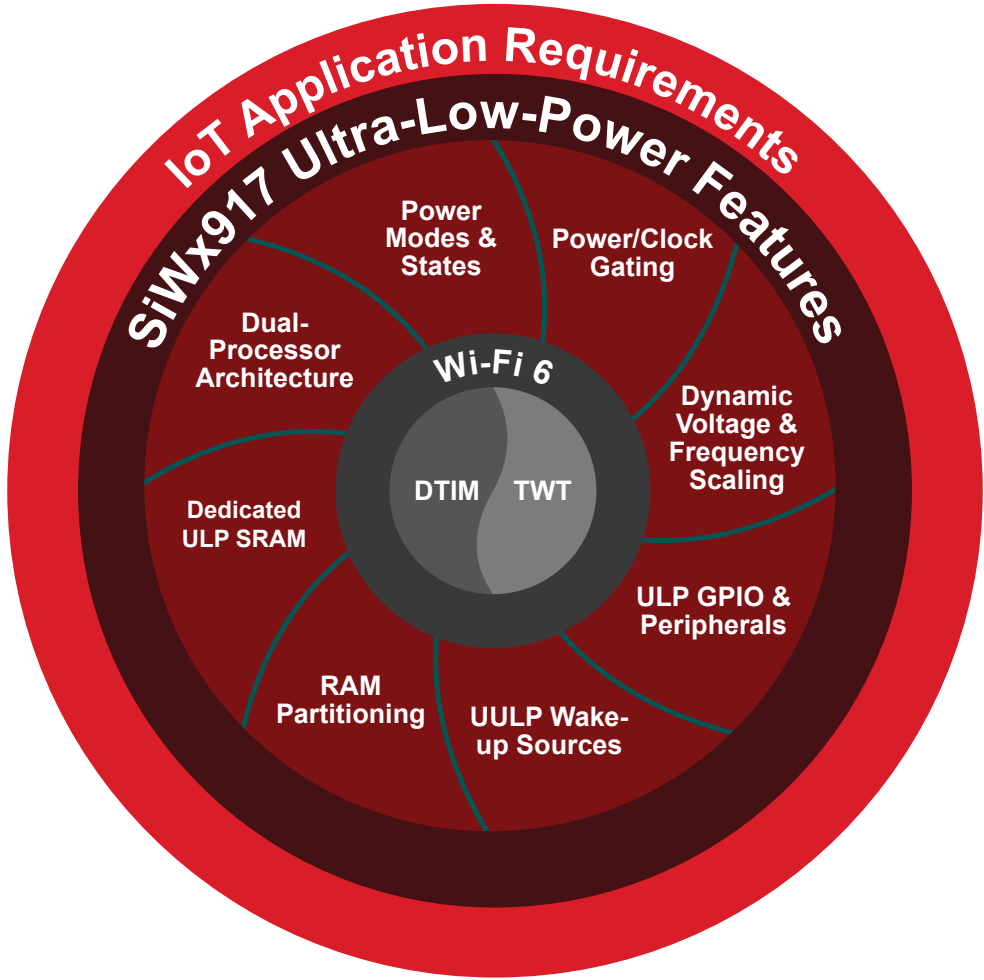 IoT Application Requirements
SiWx917 Ultra-Low-Power Features
Power
Modes &
States
Power/Clock
Gating
Dynamic
Voltage &
Frequency
Scaling
ULP GPIO &
Peripherals
UULP Wake-
up Sources
RAM
Partitioning
Dedicated
ULP SRAM
Dual-
Processor
Architecture
Wi-Fi 6
DTIM
TWT